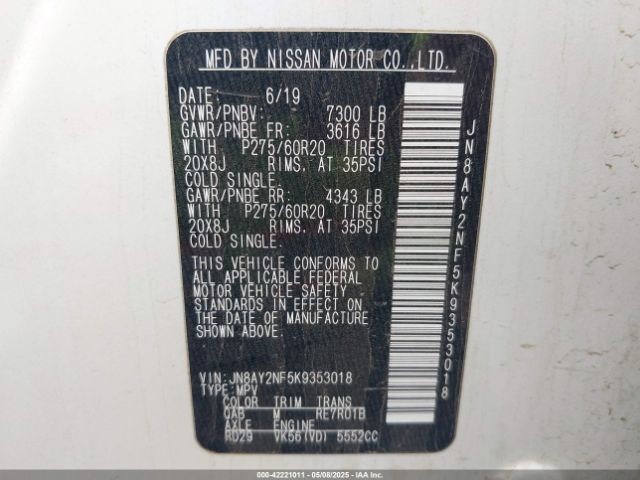 MFD BY NISSAN MOTOR CO.,LTD.
DATE: 6/19
GVWR/PNBV: 7300 LB
GAWR/PNBE FR: 3616 LB
WITH P275/60R20 TIRES
20X8J RIMS, AT 35PSI
COLD SINGLE.
GAWR/PNBE RR: 4343 LB
WITH P275/60R20 TIRES
20X8J RIMS, AT 35PSI
COLD SINGLE.
THIS VEHICLE CONFORMS TO
ALL APPLICABLE FEDERAL
MOTOR VEHICLE SAFETY
STANDARDS IN EFFECT ON
THE DATE OF MANUFACTURE
SHOWN ABOVE.
VIN: JN8AY2NF5K9353018
TYPE: MPV
COLOR TRIM TRANS
QAB M RE7R01B
AXLE ENGINE
RD29 VK56(VD) 5552CC
JN8AY2NF5K9353018
000-42221011 - 05/08/2025 - IAAI.COM